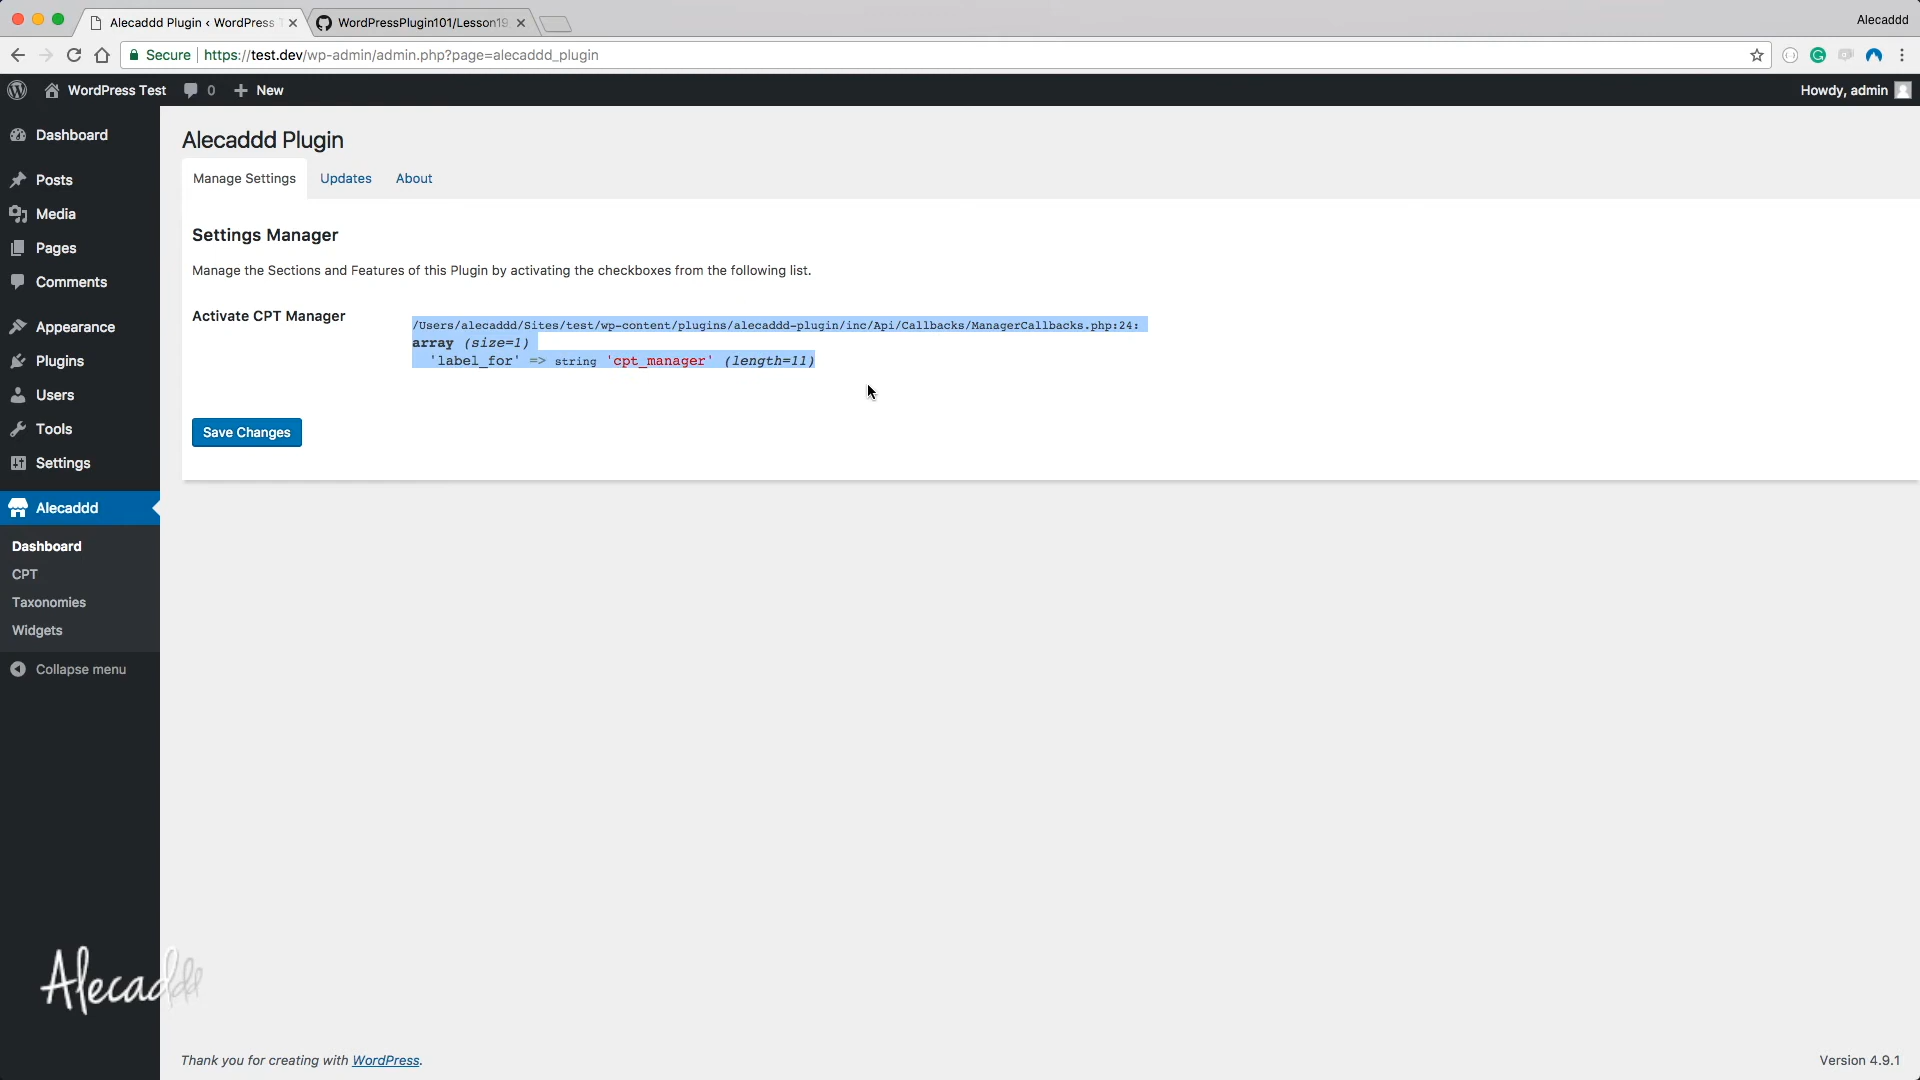 Alecaddd Plugin ‹ WordPress
WordPressPlugin101/Lesson19
Alecaddd
Secure
https://test.dev/wp-admin/admin.php?page=alecaddd_plugin
WordPress Test
0
New
Howdy, admin
Dashboard
Posts
Media
Pages
Comments
Appearance
Plugins
Users
Tools
Settings
Alecaddd
Dashboard
CPT
Taxonomies
Widgets
Collapse menu
Alecaddd Plugin
Manage Settings
Updates
About
Settings Manager
Manage the Sections and Features of this Plugin by activating the checkboxes from the following list.
Activate CPT Manager
/Users/alecaddd/Sites/test/wp-content/plugins/alecaddd-plugin/inc/Api/Callbacks/ManagerCallbacks.php:24:
array (size=1)
'label_for' => string 'cpt_manager' (length=11)
Save Changes
Alecaddd
Thank you for creating with WordPress.
Version 4.9.1